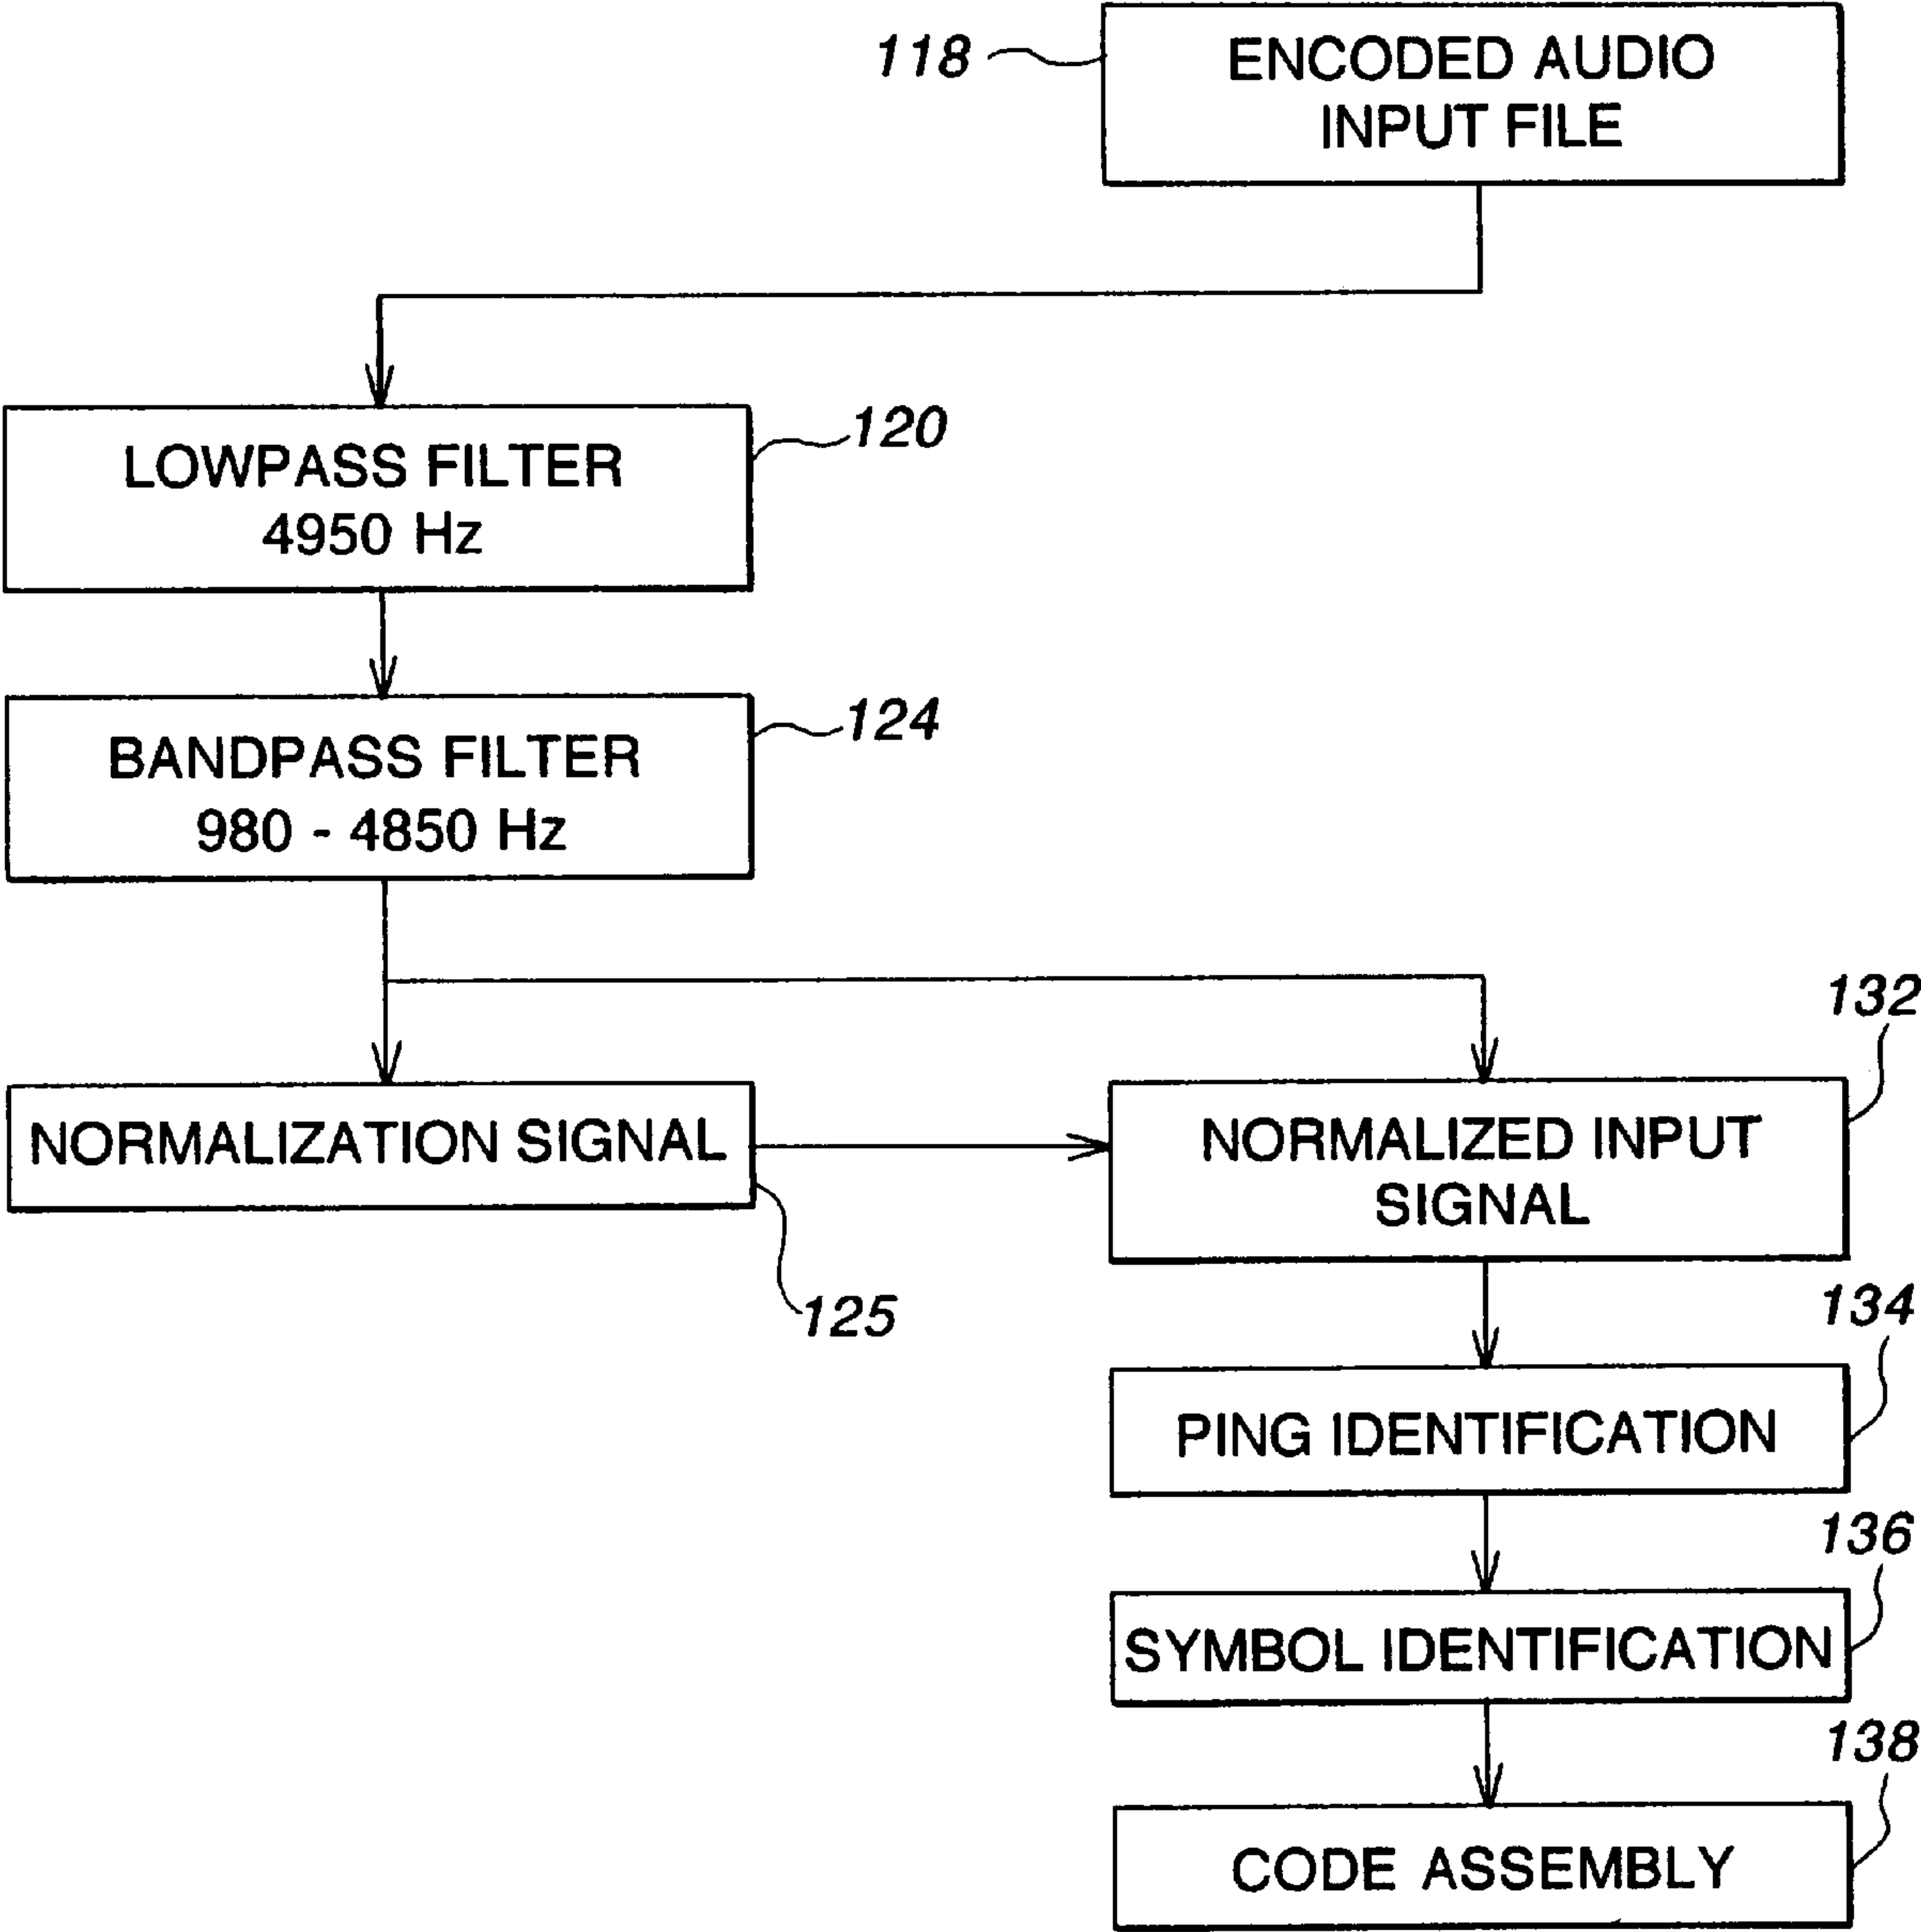 118
ENCODED AUDIO
INPUT FILE
LOWPASS FILTER
4950 Hz
120
BANDPASS FILTER
980 - 4850 Hz
124
NORMALIZATION SIGNAL
125
132
NORMALIZED INPUT
SIGNAL
134
PING IDENTIFICATION
136
SYMBOL IDENTIFICATION
138
CODE ASSEMBLY